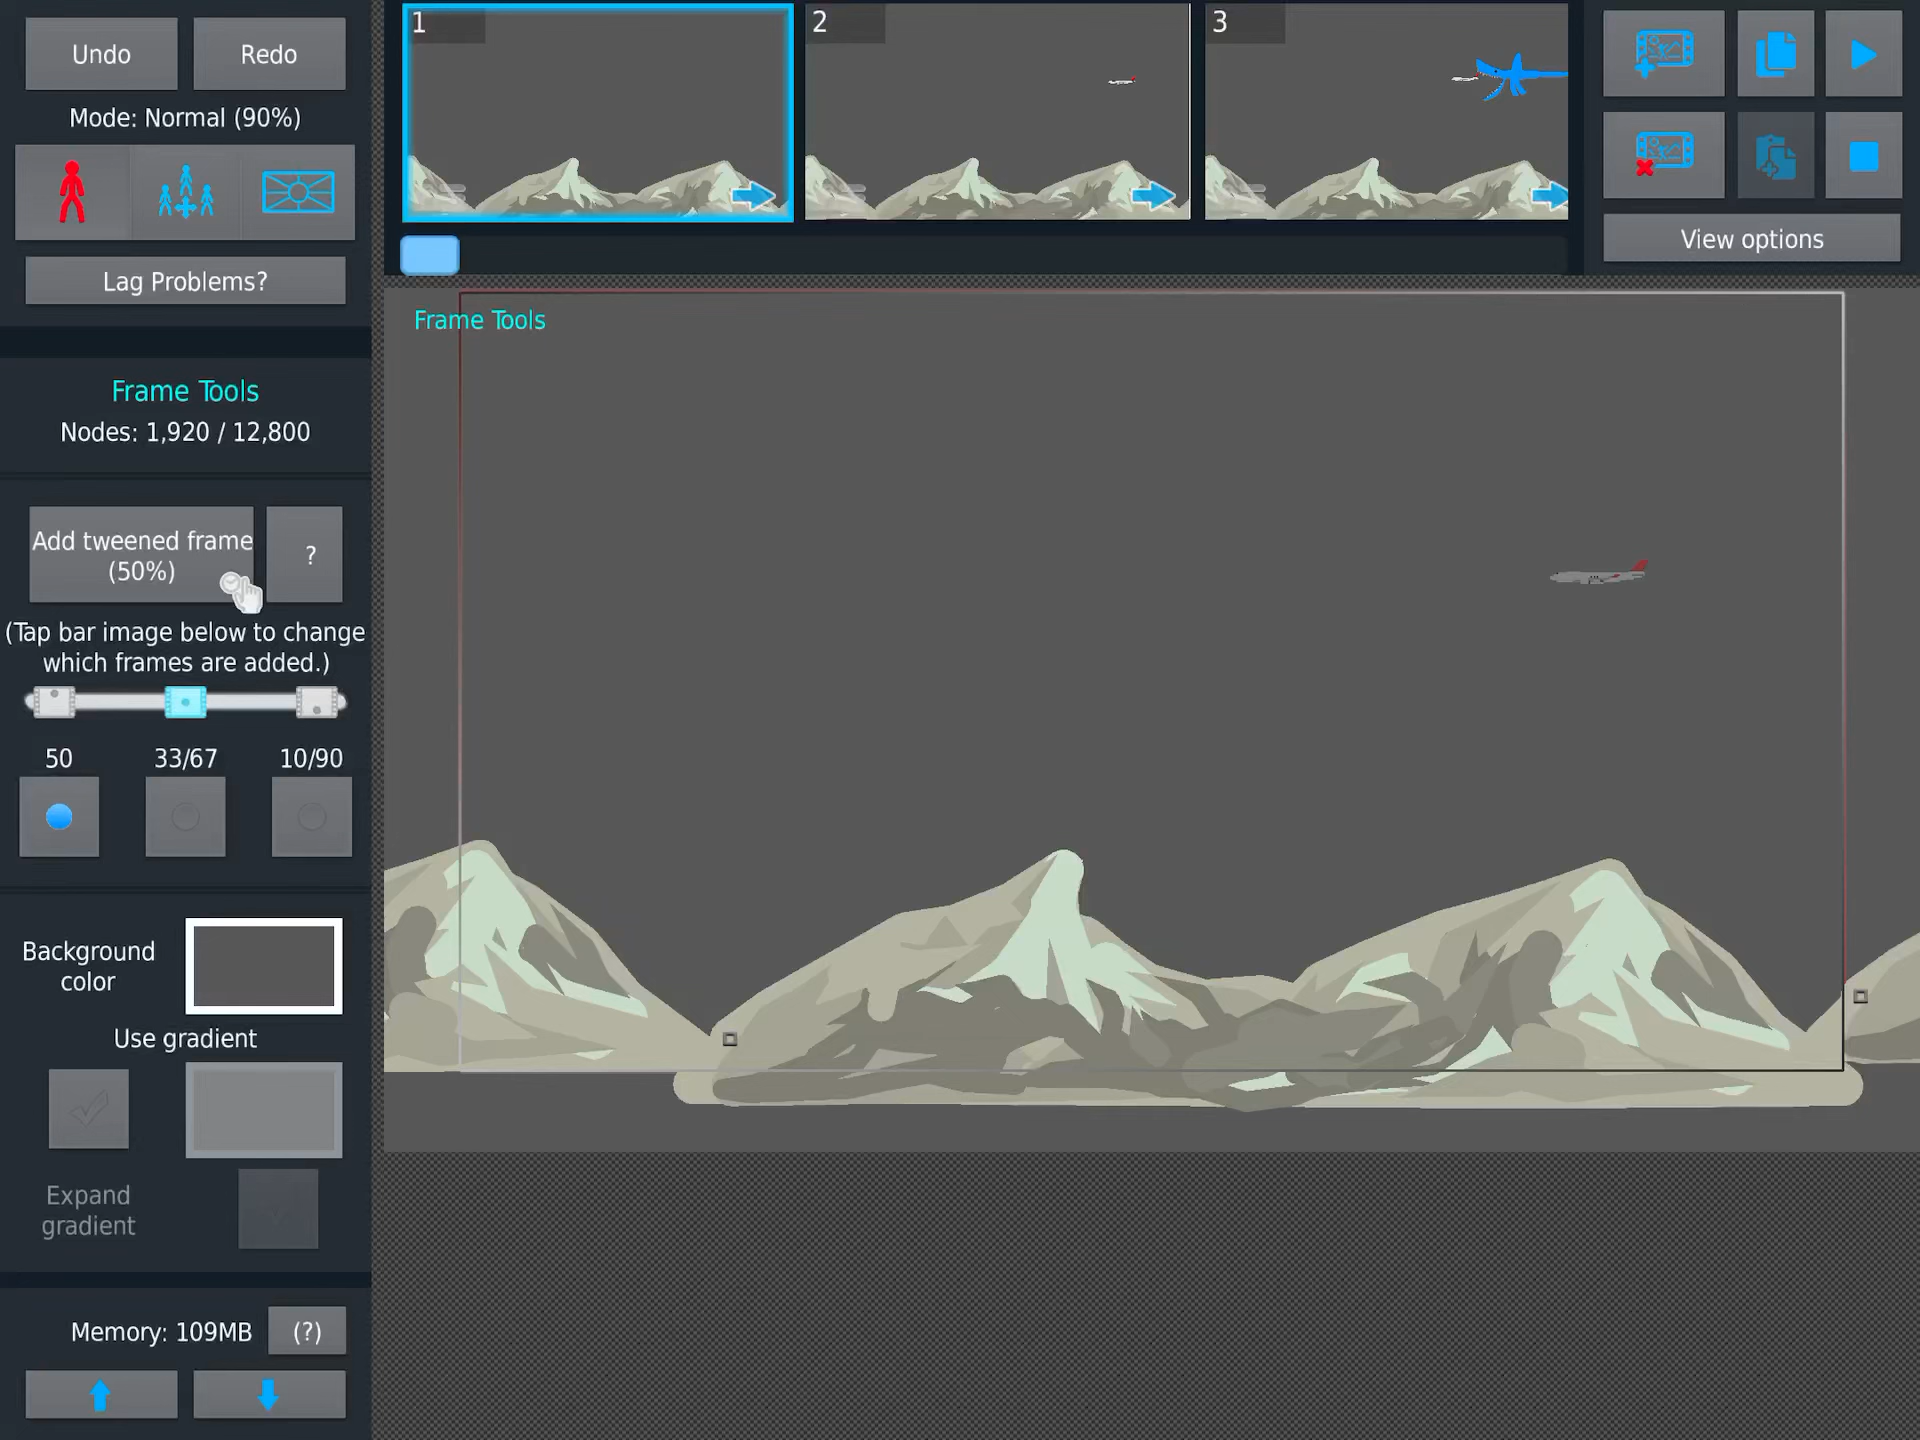 Undo
Redo
Mode: Normal (90%)
Lag Problems?
1
2
3
View options
Frame Tools
Frame Tools
Nodes: 1,920 / 12,800
Add tweened frame
(50%)
?
(Tap bar image below to change
which frames are added.)
50
33/67
10/90
Background
color
Use gradient
Expand
gradient
Memory: 109MB
(?)